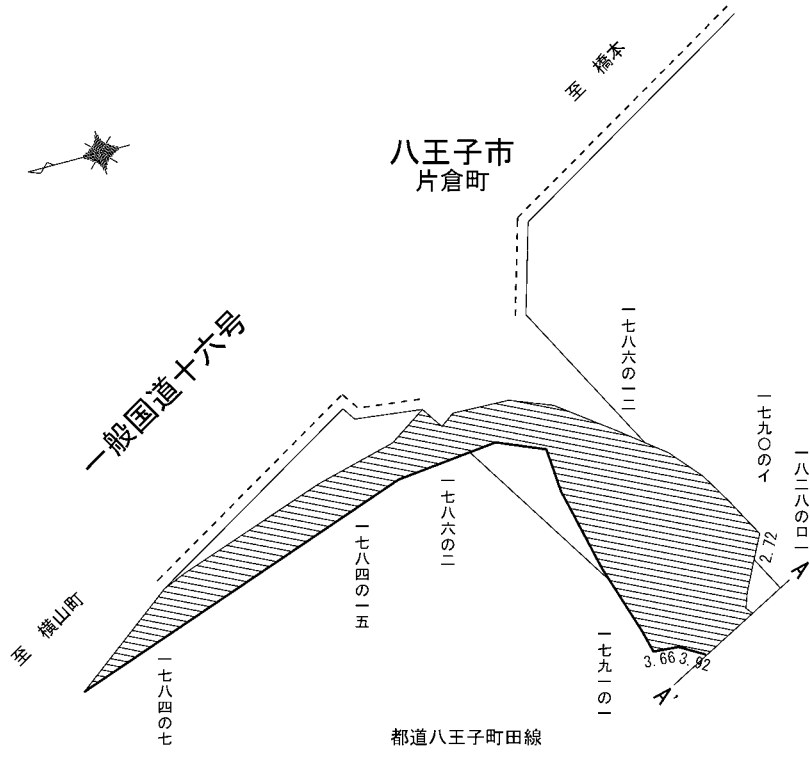 至 橋本
八王子市
片倉町
一般国道十六号
一七八六の一二
一七九〇のイ
一八二八のロ一
A
2.72
一七八六の二
一七八四の一五
至 横山町
一七八四の七
一七九一の一
3.66
3.92
A'
都道八王子町田線